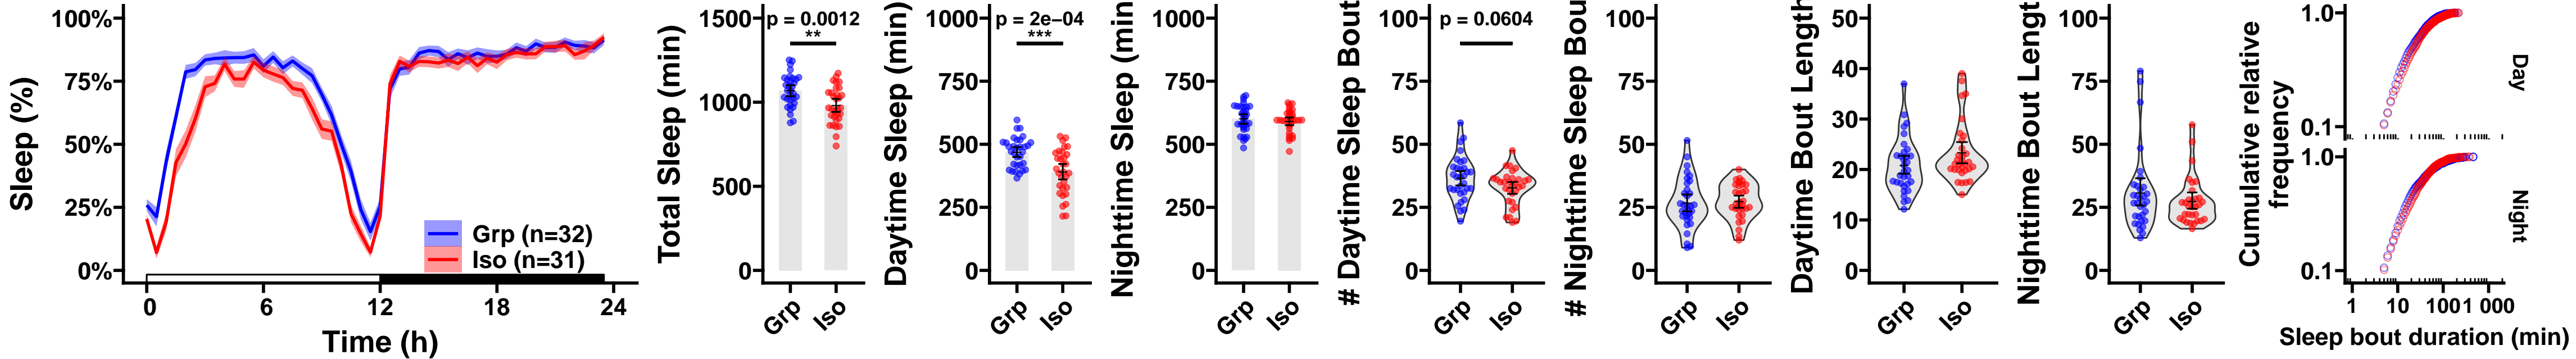 100%
75%
50%
25%
0%
Sleep (%)
0 6 12 18 24
Time (h)
Grp (n=32)
Iso (n=31)
Total Sleep (min)
1500
1000
500
0
p = 0.0012
**
Grp Iso
Daytime Sleep (min)
1000
750
500
250
0
p = 2e−04
***
Grp Iso
Nighttime Sleep (min
1000
750
500
250
0
Grp Iso
# Daytime Sleep Bout
100
75
50
25
0
p = 0.0604
Grp Iso
# Nighttime Sleep Bou
100
75
50
25
0
Grp Iso
Daytime Bout Length
50
40
30
20
10
0
Grp Iso
Nighttime Bout Lengt
100
75
50
25
0
Grp Iso
Cumulative relative
frequency
1.0
0.1
Day
1.0
0.1
Night
1 10 100 1 000
Sleep bout duration (min)